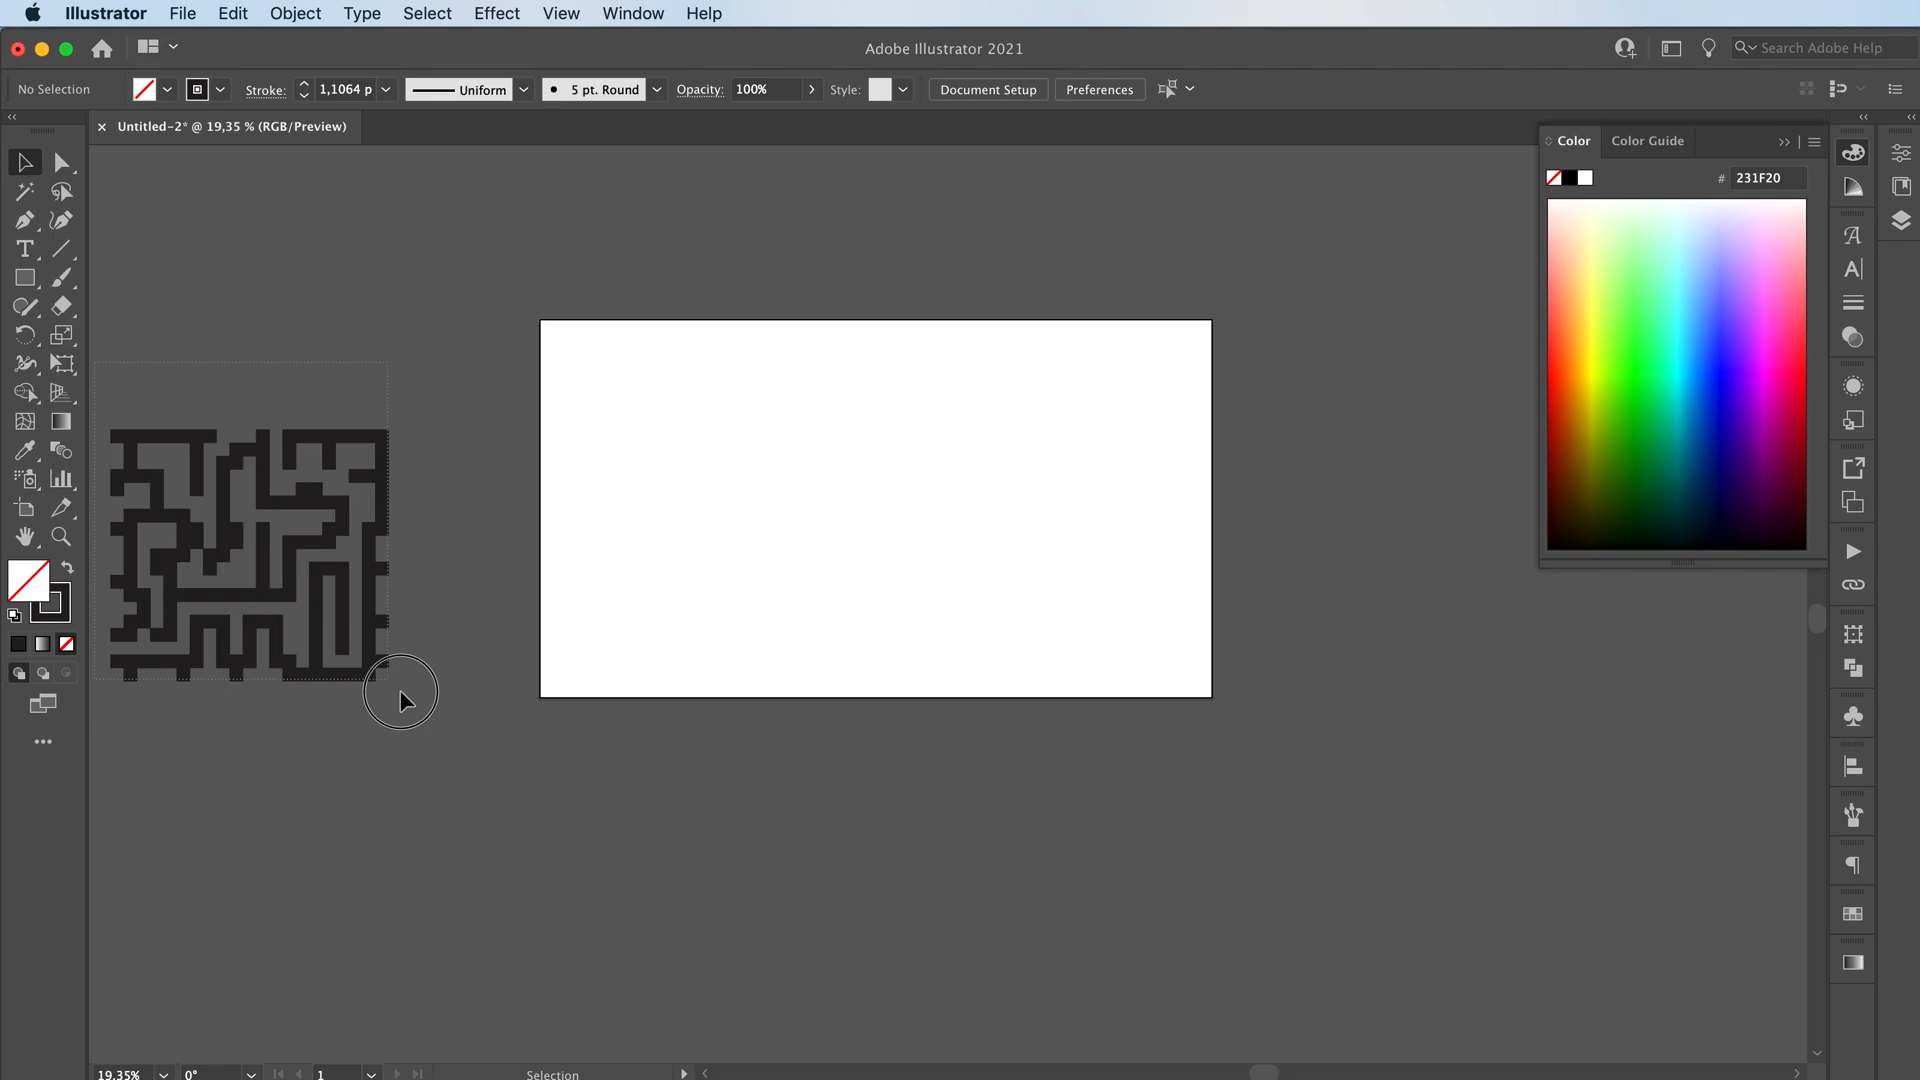 Illustrator File Edit Object Type Select Effect View Window Help
Adobe Illustrator 2021
Search Adobe Help
No Selection Stroke: 1,1064 p Uniform 5 pt. Round Opacity: 100% Style: Document Setup Preferences
Untitled-2* @ 19,35 % (RGB/Preview)
Color Color Guide
# 231F20
19,35% 0° 1 Selection